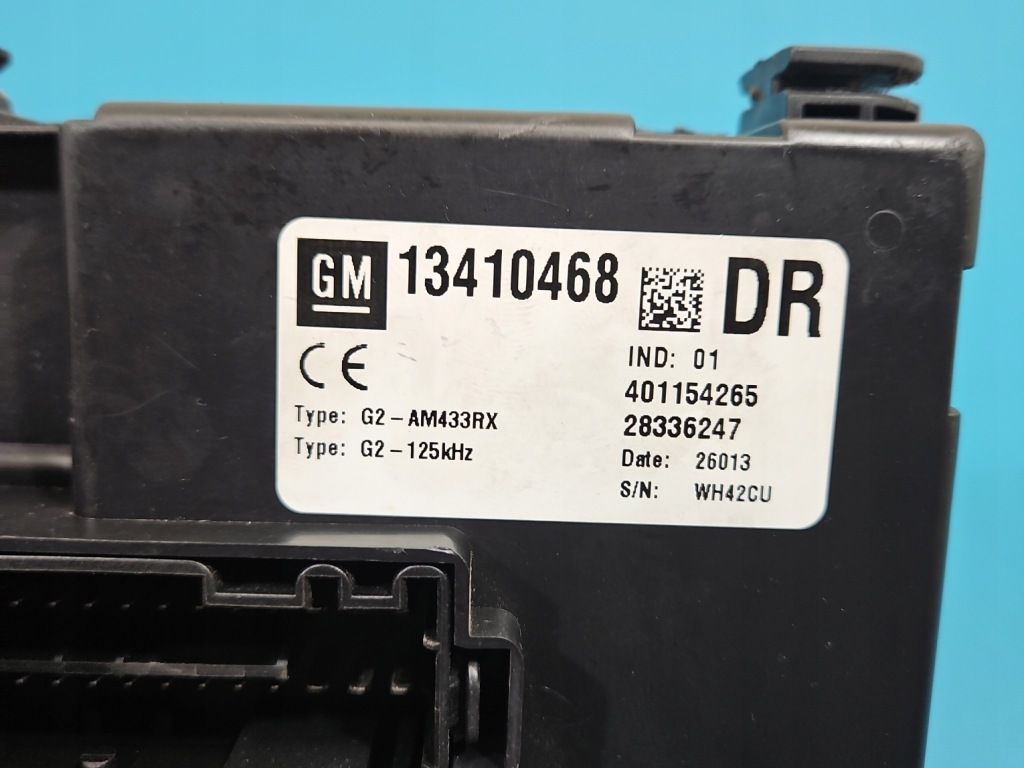 GM 13410468 DR
CE
Type: G2-AM433RX
Type: G2-125kHz
IND: 01
401154265
28336247
Date: 26013
S/N: WH42CU